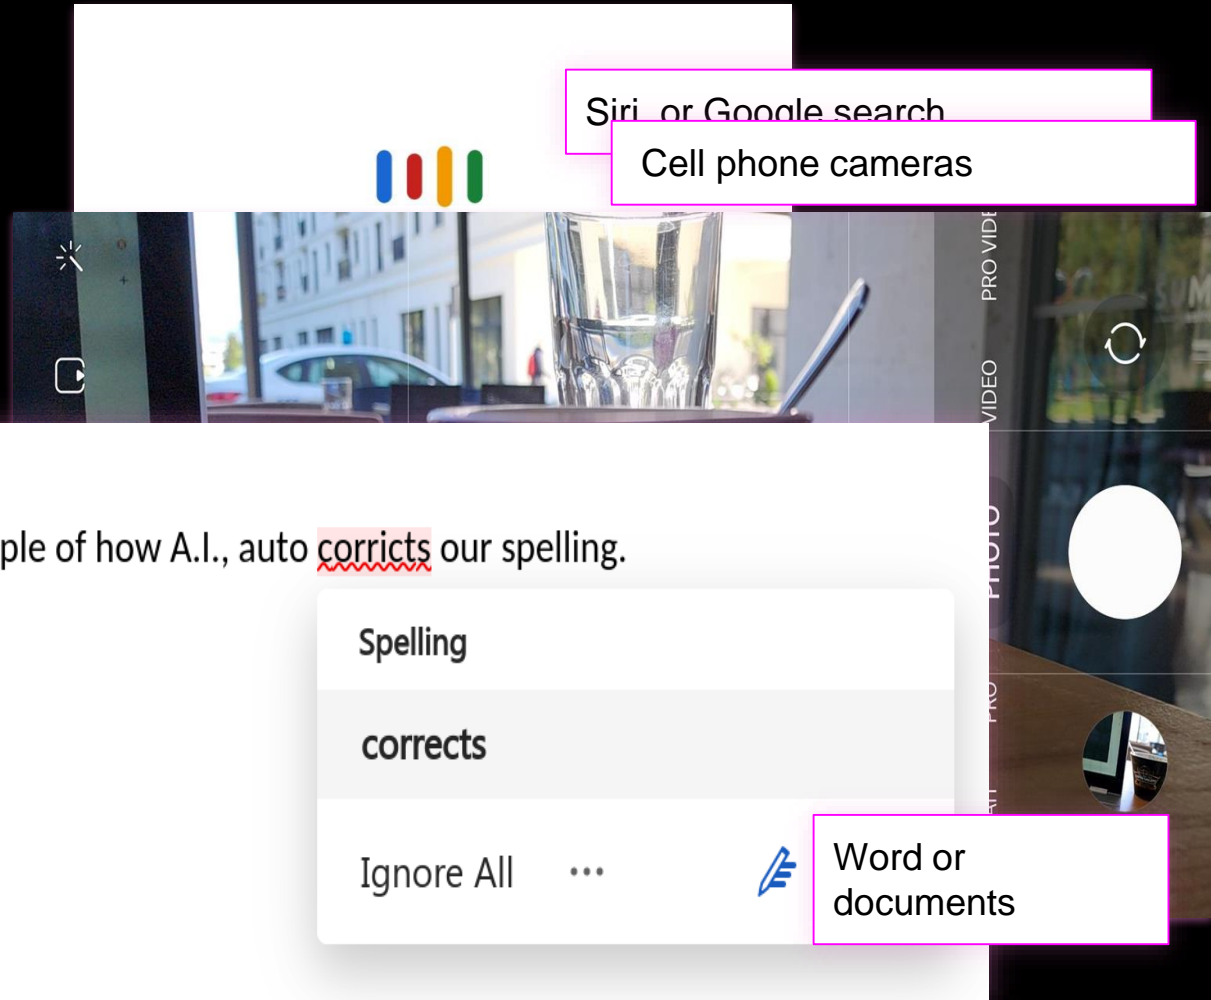 Siri, or Google search
Cell phone cameras
PRO VIDE
VIDEO
PHOTO
PRO
ple of how A.I., auto corricts our spelling.
Spelling
corrects
Ignore All
Word or
documents